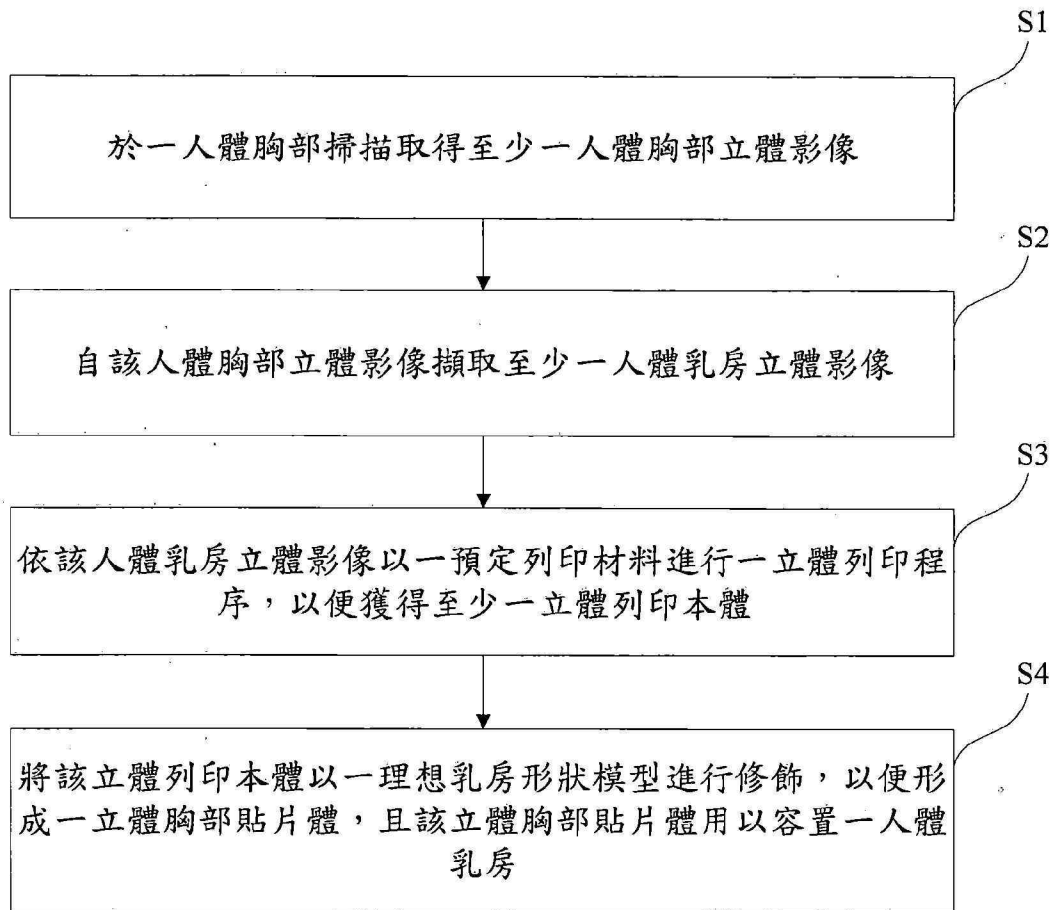 S1
於一人體胸部掃描取得至少一人體胸部立體影像
S2
自該人體胸部立體影像擷取至少一人體乳房立體影像
S3
依該人體乳房立體影像以一預定列印材料進行一立體列印程
序，以便獲得至少一立體列印本體
S4
將該立體列印本體以一理想乳房形狀模型進行修飾，以便形
成一立體胸部貼片體，且該立體胸部貼片體用以容置一人體
乳房